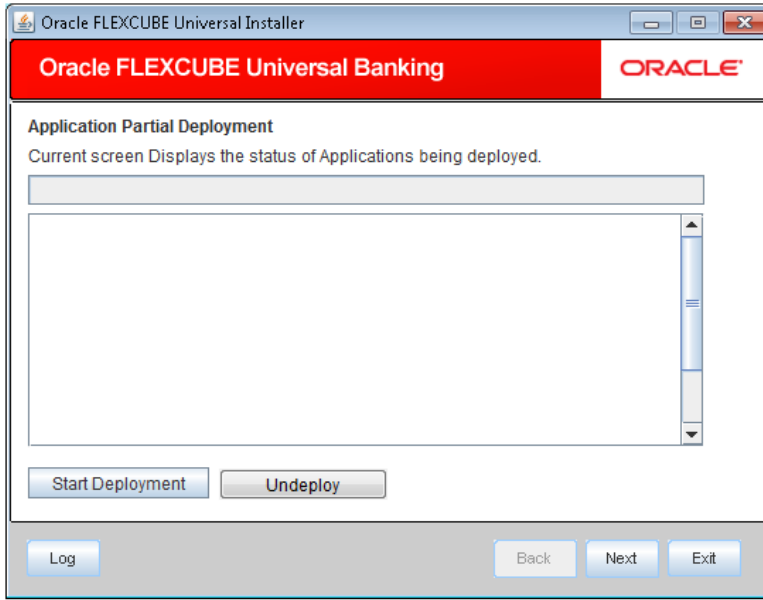 Oracle FLEXCUBE Universal Installer
Oracle FLEXCUBE Universal Banking
ORACLE
Application Partial Deployment
Current screen Displays the status of Applications being deployed.
Start Deployment Undeploy
Log Back Next Exit